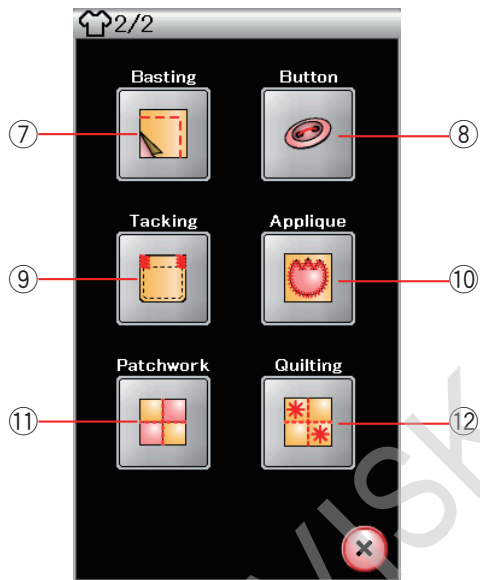 2/2
Basting Button
⑦ ⑧
Tacking Applique
⑨ ⑩
Patchwork Quilting
⑪ ⑫